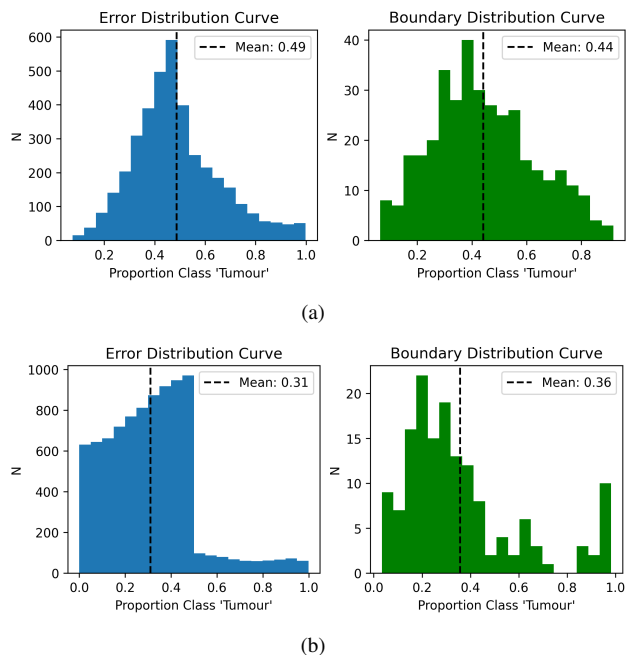 Error Distribution Curve
Boundary Distribution Curve
600
500
400
300
200
100
0
N
Mean: 0.49
0.2
0.4
0.6
0.8
1.0
Proportion Class 'Tumour'
40
30
20
10
0
N
Mean: 0.44
0.2
0.4
0.6
0.8
Proportion Class 'Tumour'
(a)
Error Distribution Curve
Boundary Distribution Curve
1000
800
600
400
200
0
N
Mean: 0.31
0.0
0.2
0.4
0.6
0.8
1.0
Proportion Class 'Tumour'
20
15
10
5
0
N
Mean: 0.36
0.0
0.2
0.4
0.6
0.8
1.0
Proportion Class 'Tumour'
(b)